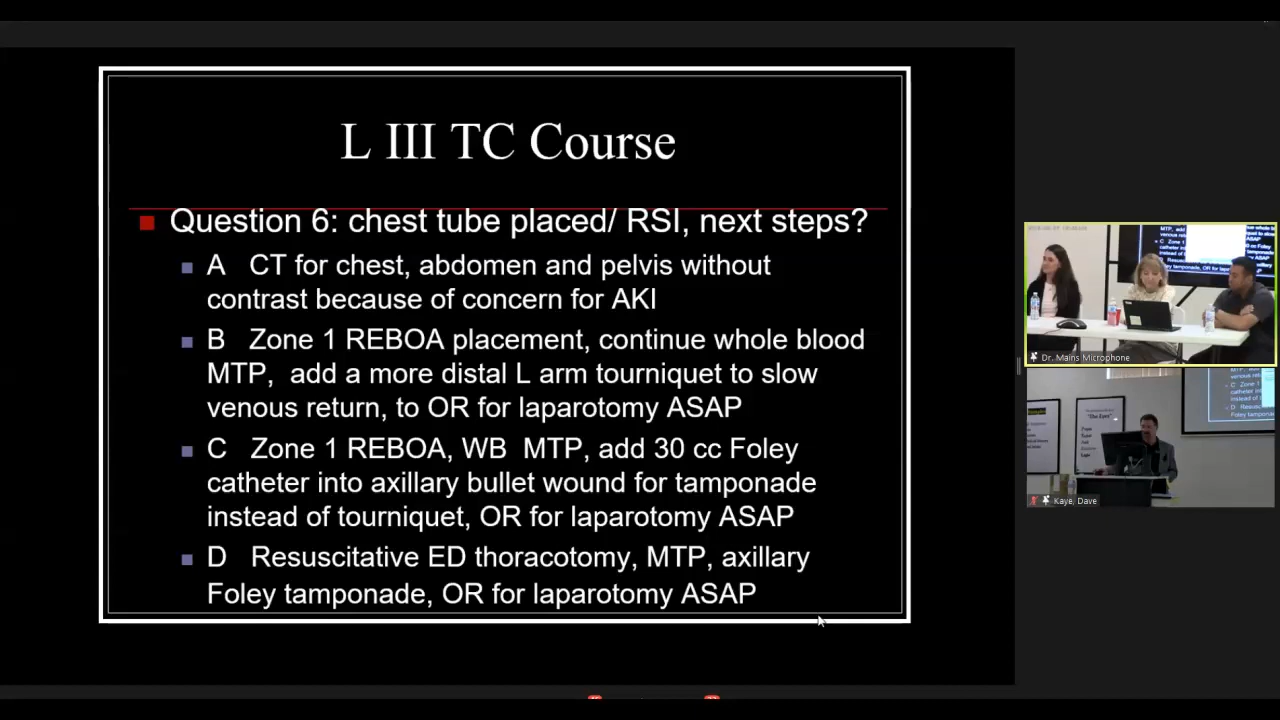 L III TC Course
Question 6: chest tube placed/ RSI, next steps?
A CT for chest, abdomen and pelvis without
contrast because of concern for AKI
B Zone 1 REBOA placement, continue whole blood
MTP, add a more distal L arm tourniquet to slow
venous return, to OR for laparotomy ASAP
C Zone 1 REBOA, WB MTP, add 30 cc Foley
catheter into axillary bullet wound for tamponade
instead of tourniquet, OR for laparotomy ASAP
D Resuscitative ED thoracotomy, MTP, axillary
Foley tamponade, OR for laparotomy ASAP
Dr. Mains Microphone
Kaye, Dave